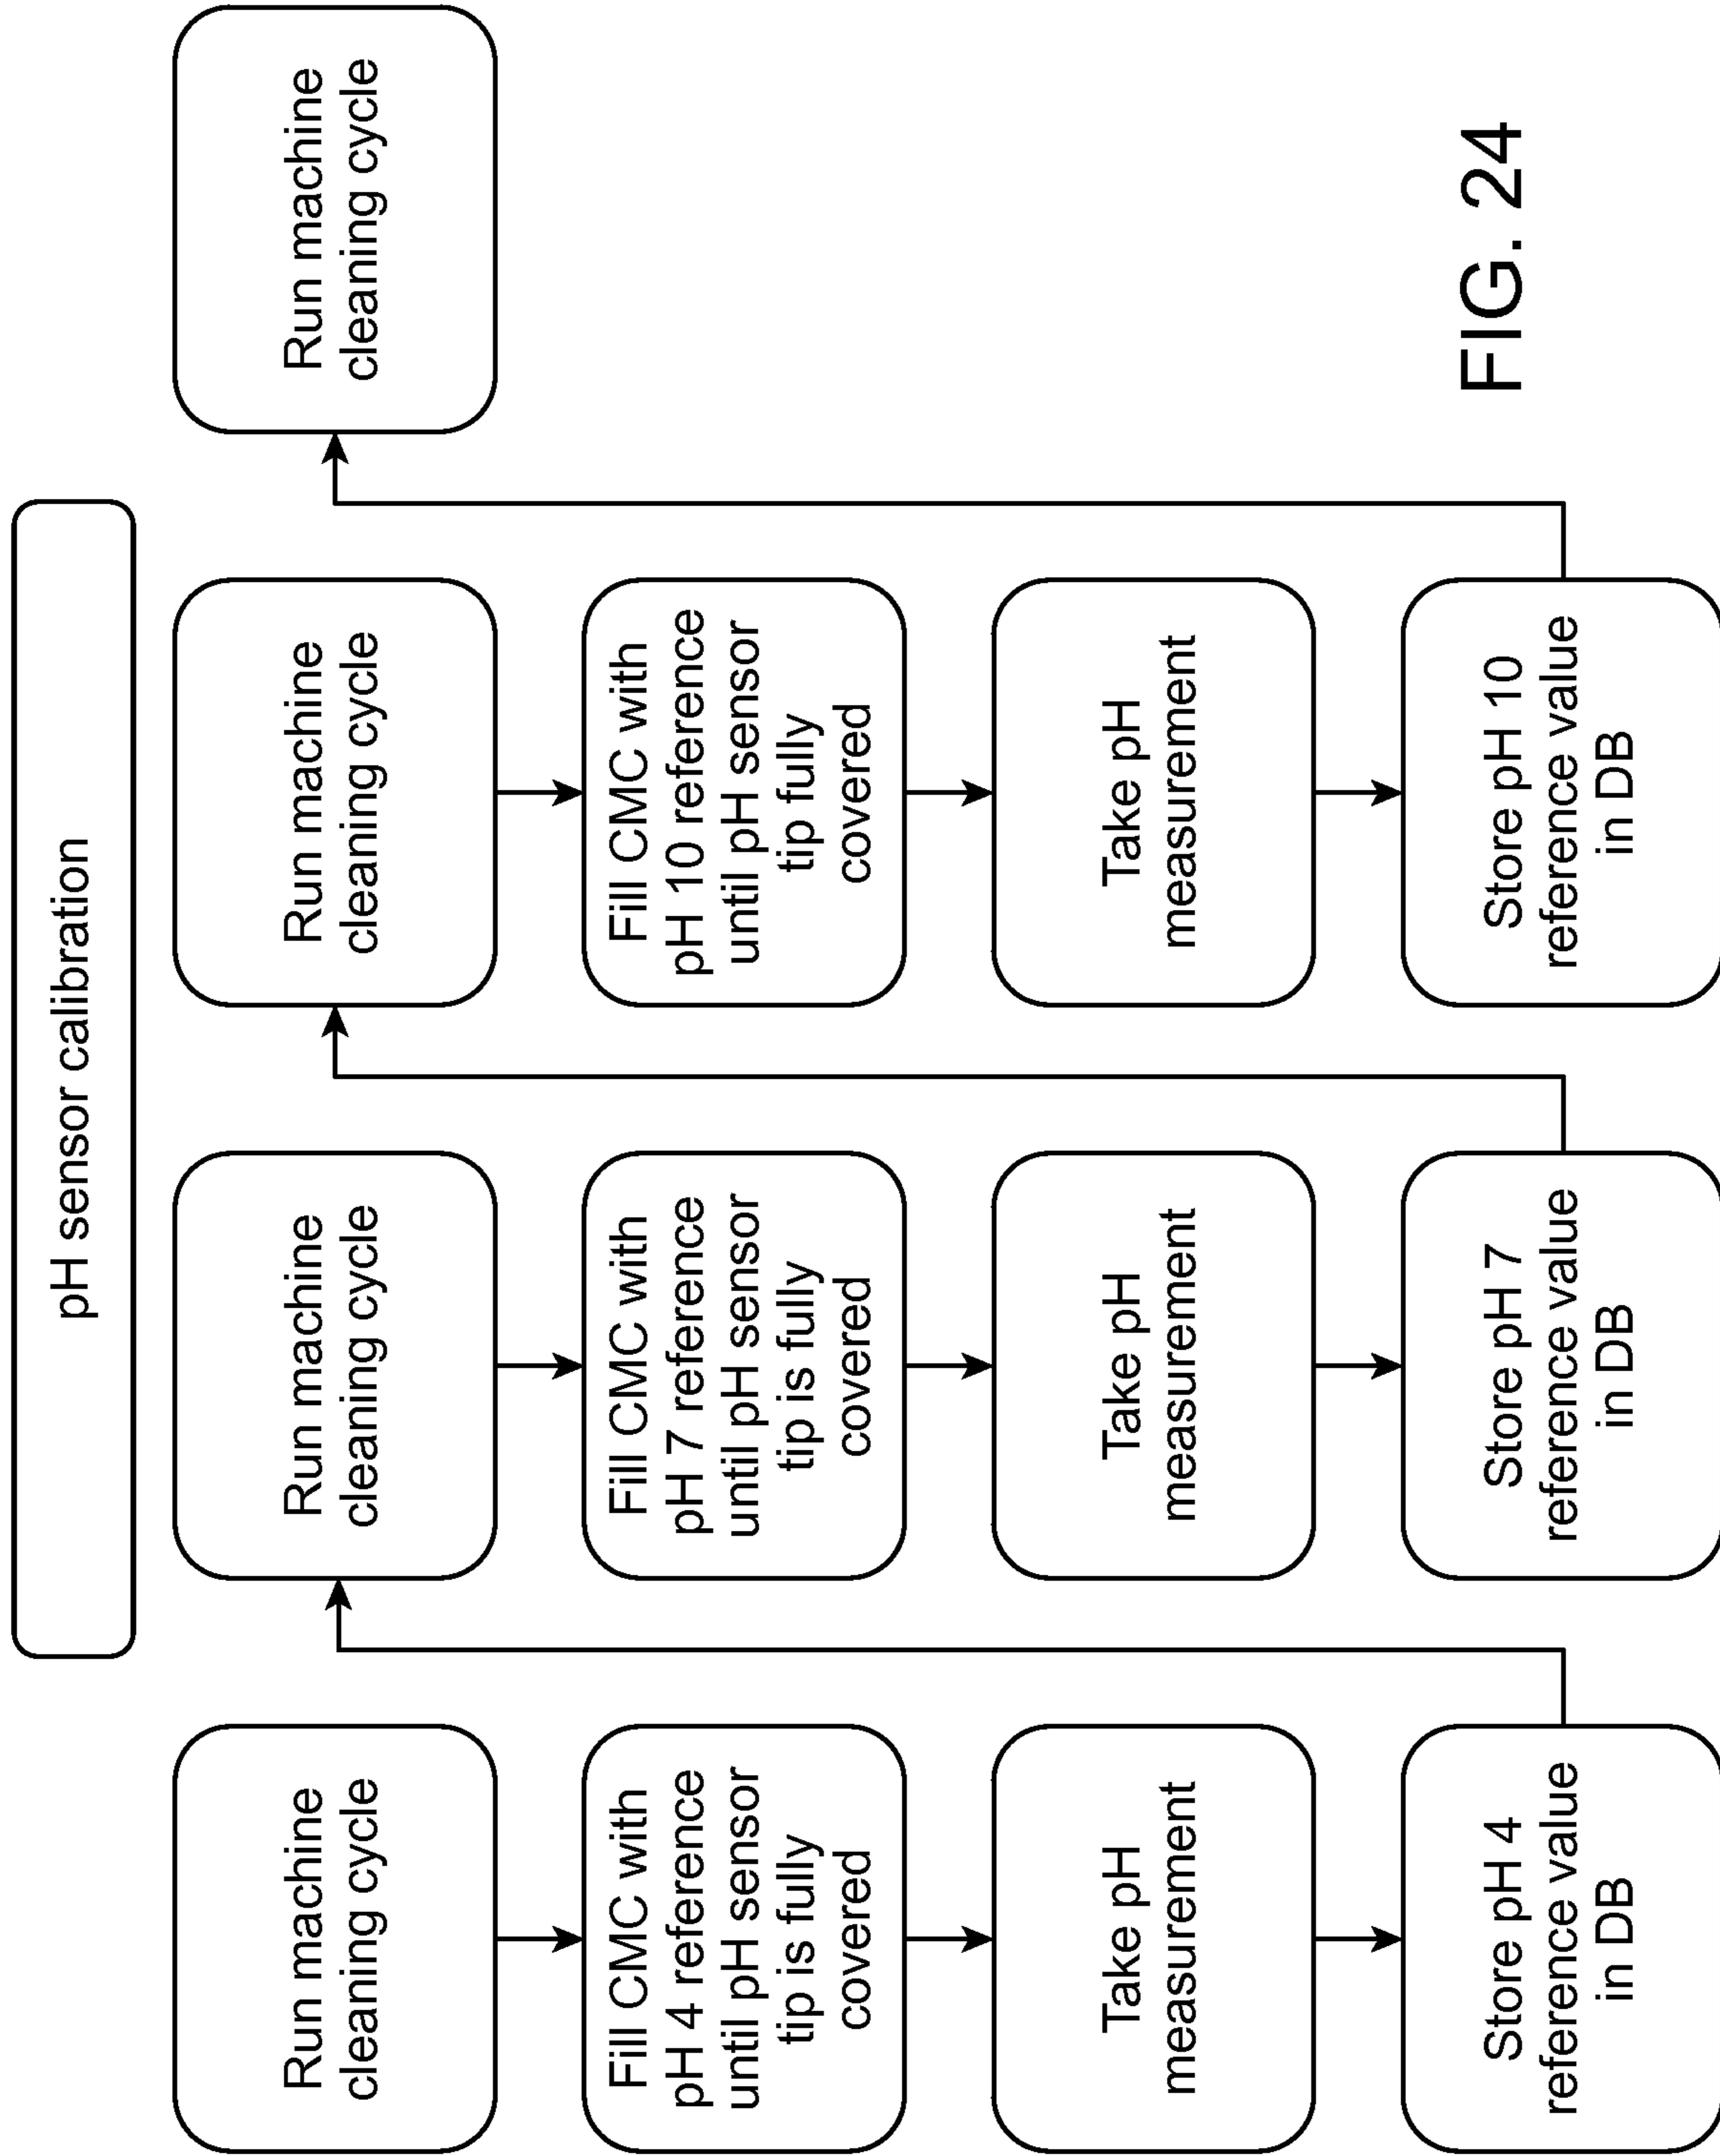 pH sensor calibration
Run machine
cleaning cycle
Fill CMC with
pH 4 reference
until pH sensor
tip is fully
covered
Take pH
measurement
Store pH 4
reference value
in DB
Run machine
cleaning cycle
Fill CMC with
pH 7 reference
until pH sensor
tip is fully
covered
Take pH
measurement
Store pH 7
reference value
in DB
Run machine
cleaning cycle
Fill CMC with
pH 10 reference
until pH sensor
tip fully
covered
Take pH
measurement
Store pH 10
reference value
in DB
Run machine
cleaning cycle
FIG. 24